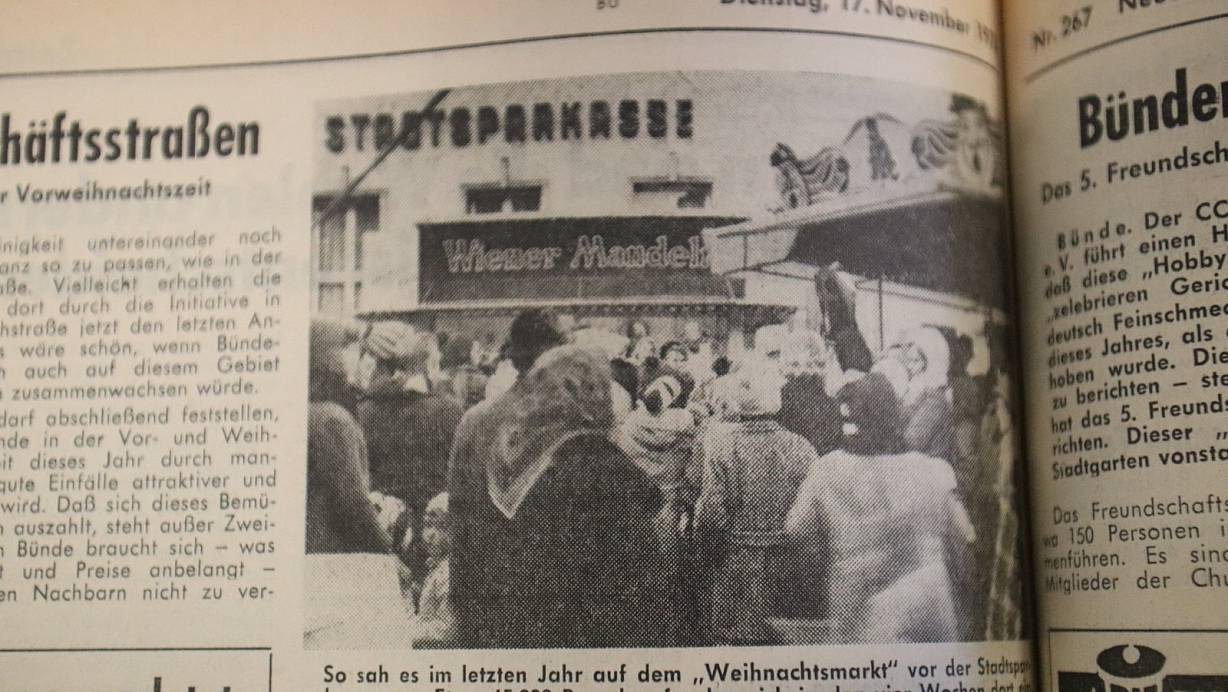 Dienstag, 17. November
häftsstraßen
r Vorweihnachtszeit
inigkeit untereinander noch
anz so zu passen, wie in der
ße. Vielleicht erhalten die
dort durch die Initiative in
hstraße jetzt den letzten An-
s wäre schön, wenn Bünde-
h auch auf diesem Gebiet
zusammenwachsen würde.
darf abschließend feststellen,
nde in der Vor- und Weih-
it dieses Jahr durch man-
gute Einfälle attraktiver und
wird. Daß sich dieses Bemü-
n auszahlt, steht außer Zwei-
n Bünde braucht sich – was
t und Preise anbelangt –
en Nachbarn nicht zu ver-
STADTSPARKASSE
Wiener Mandel
So sah es im letzten Jahr auf dem „Weihnachtsmarkt“ vor der Stadtspar
Nr. 267
Bünder
Das 5. Freundsch
Bünde. Der CC
e. V. führt einen H
daß diese „Hobby
„zelebrieren Geric
deutsch Feinschmec
dieses Jahres, als
hoben wurde. Die
zu berichten – ste
hat das 5. Freunds
richten. Dieser „
Stadtgarten vonsta
Das Freundschafts
wa 150 Personen i
menführen. Es sind
Mitglieder der Chu